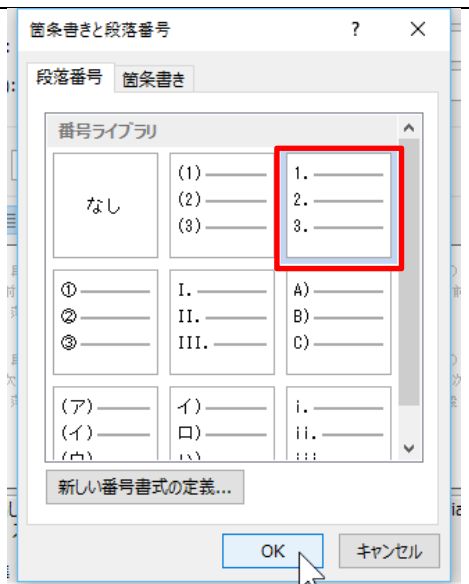 箇条書きと段落番号 ?
段落番号 箇条書き
番号ライブラリ
なし
(1)
(2)
(3)
1.
2.
3.
①
②
③
I.
II.
III.
A)
B)
C)
(ア)
(イ)
(ウ)
イ)
ロ)
ハ)
i.
ii.
iii.
新しい番号書式の定義...
OK キャンセル